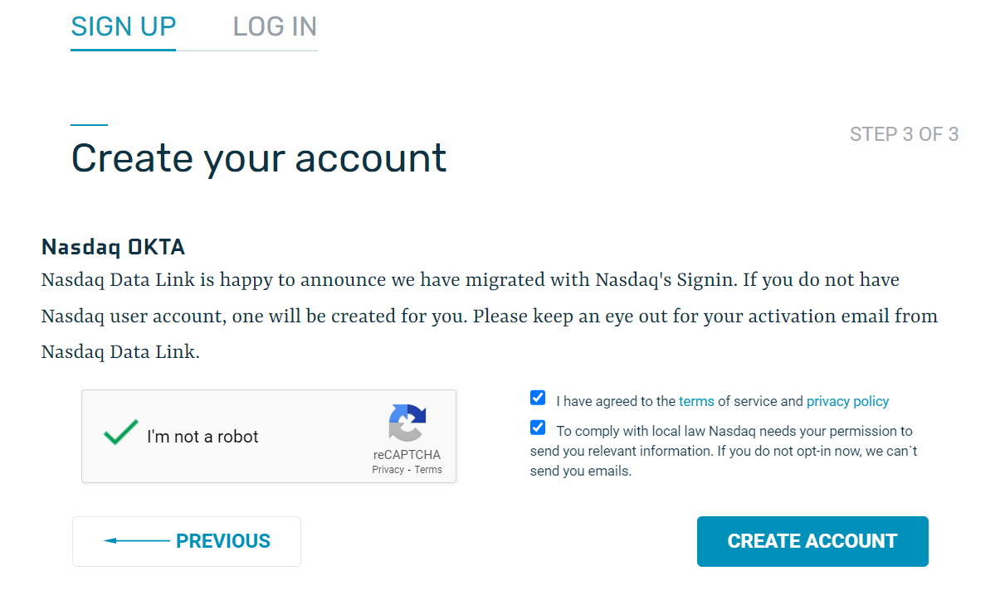 SIGN UP LOG IN
STEP 3 OF 3
Create your account
Nasdaq OKTA
Nasdaq Data Link is happy to announce we have migrated with Nasdaq's Signin. If you do not have
Nasdaq user account, one will be created for you. Please keep an eye out for your activation email from
Nasdaq Data Link.
I'm not a robot
reCAPTCHA
Privacy - Terms
I have agreed to the terms of service and privacy policy
To comply with local law Nasdaq needs your permission to
send you relevant information. If you do not opt-in now, we can`t
send you emails.
PREVIOUS
CREATE ACCOUNT